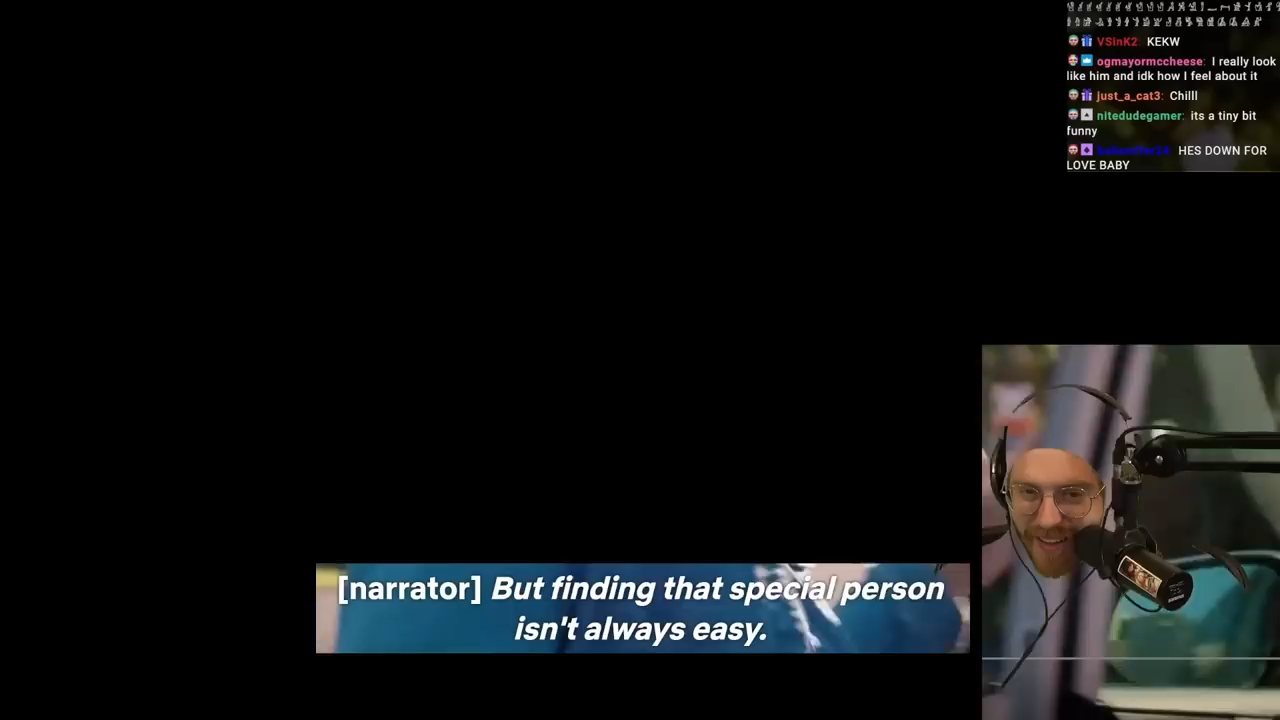 VSinK2: KEKW
ogmayormccheese: I really look
like him and idk how I feel about it
just_a_cat3: Chilll
nitedudegamer: its a tiny bit
funny
HES DOWN FOR
LOVE BABY
[narrator] But finding that special person
isn't always easy.